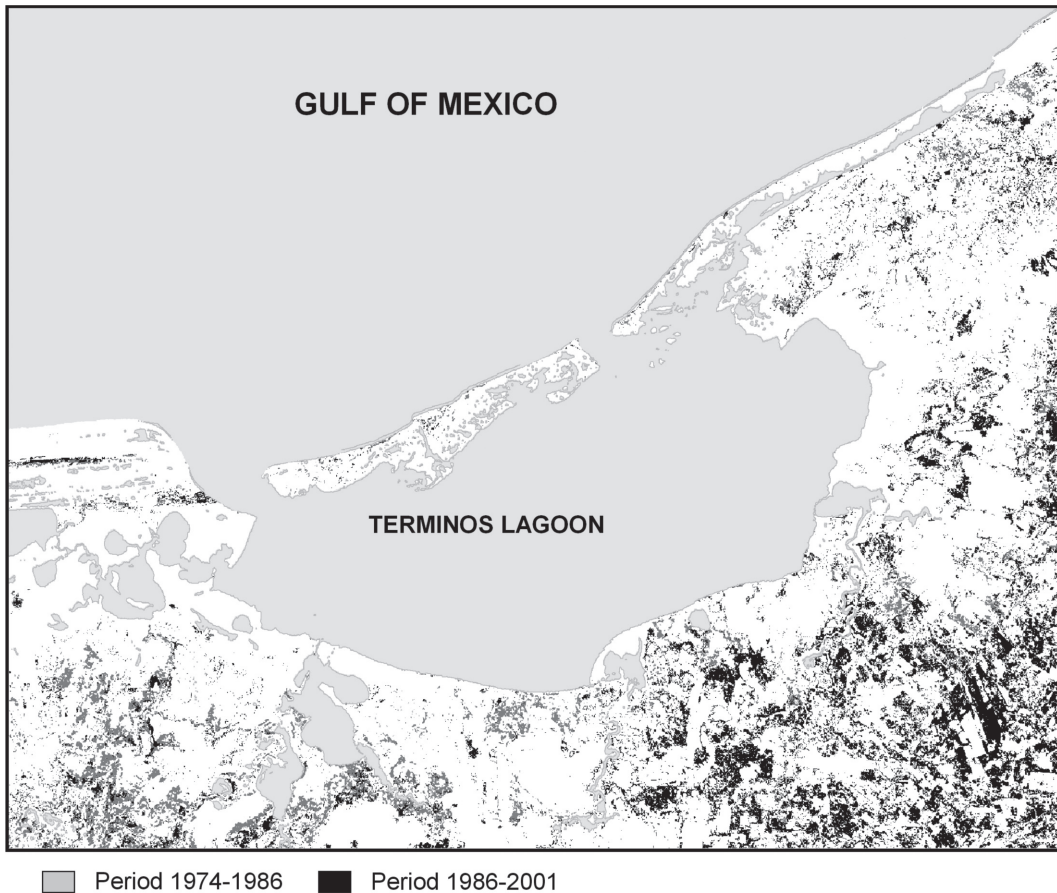 GULF OF MEXICO
TERMINOS LAGOON
Period 1974-1986 Period 1986-2001